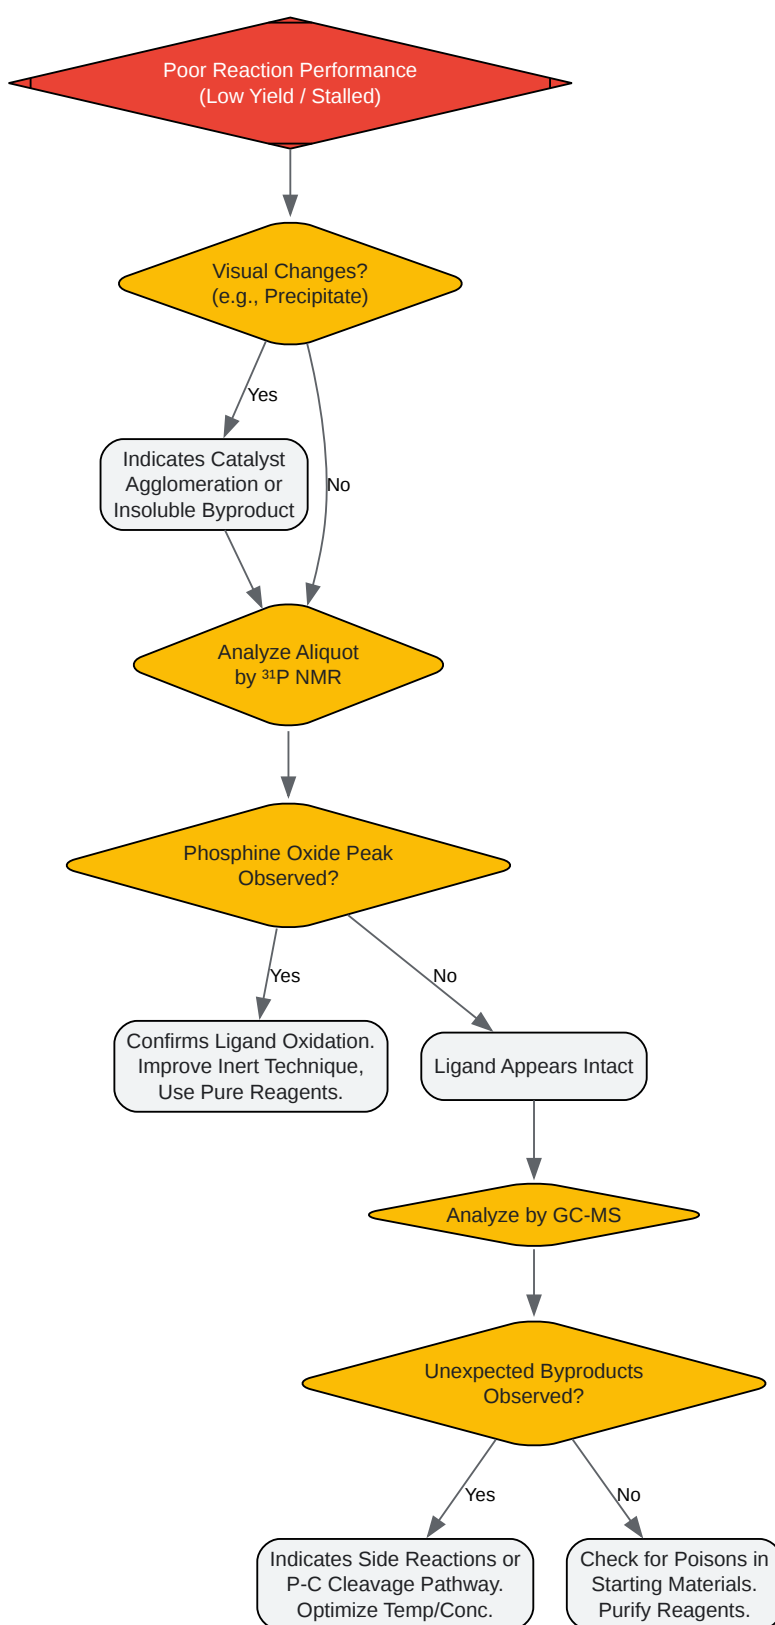 Poor Reaction Performance
(Low Yield / Stalled)
Visual Changes?
(e.g., Precipitate)
Yes
Indicates Catalyst
Agglomeration or
Insoluble Byproduct
No
Analyze Aliquot
by ³¹P NMR
Phosphine Oxide Peak
Observed?
Yes
No
Confirms Ligand Oxidation.
Improve Inert Technique,
Use Pure Reagents.
Ligand Appears Intact
Analyze by GC-MS
Unexpected Byproducts
Observed?
Yes
No
Indicates Side Reactions or
P-C Cleavage Pathway.
Optimize Temp/Conc.
Check for Poisons in
Starting Materials.
Purify Reagents.